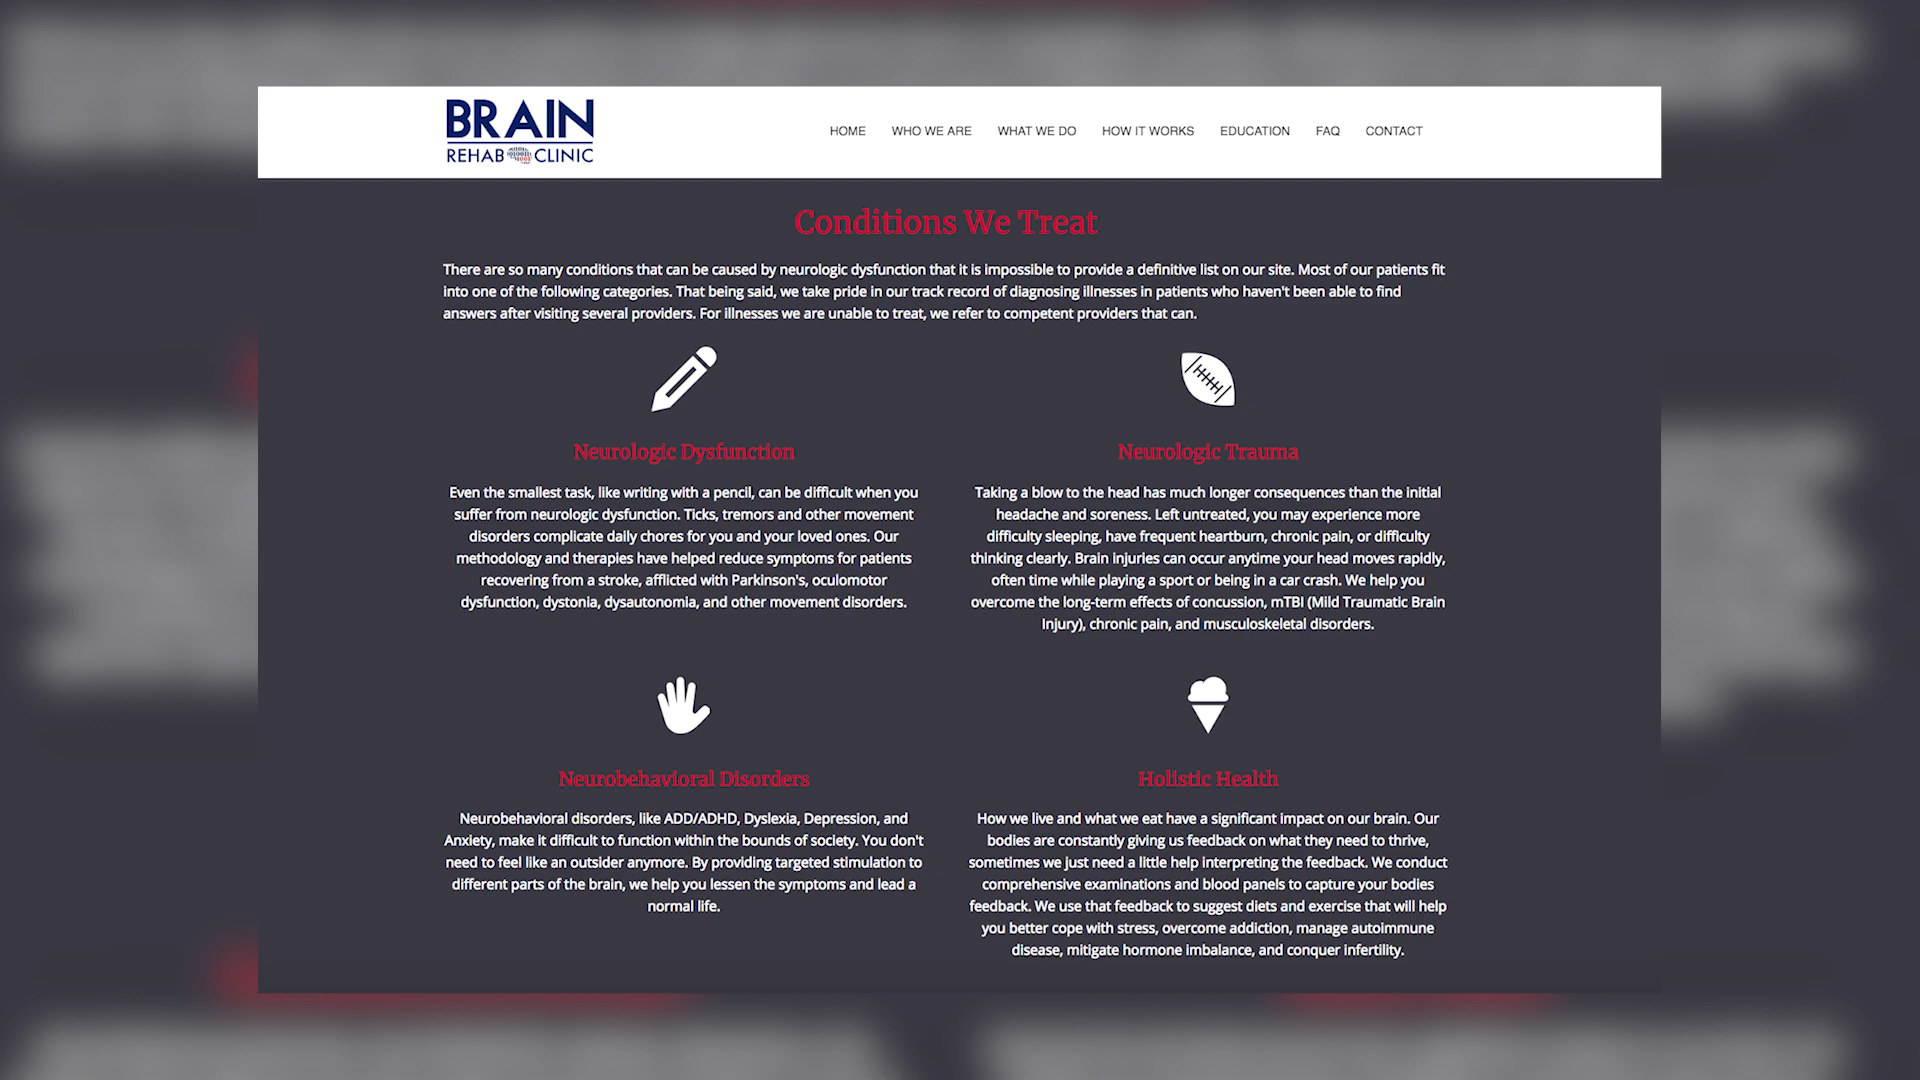 BRAIN
REHAB CLINIC
HOME WHO WE ARE WHAT WE DO HOW IT WORKS EDUCATION FAQ CONTACT
Conditions We Treat
There are so many conditions that can be caused by neurologic dysfunction that it is impossible to provide a definitive list on our site. Most of our patients fit
into one of the following categories. That being said, we take pride in our track record of diagnosing illnesses in patients who haven't been able to find
answers after visiting several providers. For illnesses we are unable to treat, we refer to competent providers that can.
Neurologic Dysfunction
Even the smallest task, like writing with a pencil, can be difficult when you
suffer from neurologic dysfunction. Ticks, tremors and other movement
disorders complicate daily chores for you and your loved ones. Our
methodology and therapies have helped reduce symptoms for patients
recovering from a stroke, afflicted with Parkinson's, oculomotor
dysfunction, dystonia, dysautonomia, and other movement disorders.
Neurologic Trauma
Taking a blow to the head has much longer consequences than the initial
headache and soreness. Left untreated, you may experience more
difficulty sleeping, have frequent heartburn, chronic pain, or difficulty
thinking clearly. Brain injuries can occur anytime your head moves rapidly,
often time while playing a sport or being in a car crash. We help you
overcome the long-term effects of concussion, mTBI (Mild Traumatic Brain
Injury), chronic pain, and musculoskeletal disorders.
Neurobehavioral Disorders
Neurobehavioral disorders, like ADD/ADHD, Dyslexia, Depression, and
Anxiety, make it difficult to function within the bounds of society. You don't
need to feel like an outsider anymore. By providing targeted stimulation to
different parts of the brain, we help you lessen the symptoms and lead a
normal life.
Holistic Health
How we live and what we eat have a significant impact on our brain. Our
bodies are constantly giving us feedback on what they need to thrive,
sometimes we just need a little help interpreting the feedback. We conduct
comprehensive examinations and blood panels to capture your bodies
feedback. We use that feedback to suggest diets and exercise that will help
you better cope with stress, overcome addiction, manage autoimmune
disease, mitigate hormone imbalance, and conquer infertility.